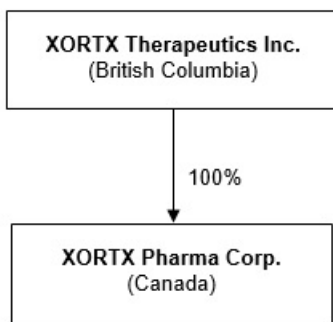 XORTX Therapeutics Inc.
(British Columbia)
100%
XORTX Pharma Corp.
(Canada)